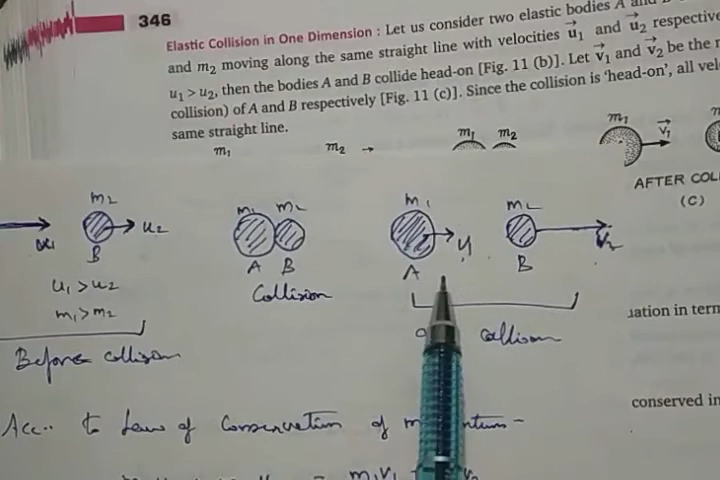 346
Elastic Collision in One Dimension : Let us consider two elastic bodies A and B
and m₂ moving along the same straight line with velocities u₁ and u₂ respective
u₁ > u₂, then the bodies A and B collide head-on [Fig. 11 (b)]. Let v₁ and v₂ be the
collision) of A and B respectively [Fig. 11 (c)]. Since the collision is 'head-on', all vel
same straight line.
m₁ m₂ → m₁ m₂ m₁ v₁
AFTER COLL
(C)
m₂ m₁ m₂ m₁ m₂
u₁ B u₂ A B A v₁ B v₂
u₁ > u₂
m₁ > m₂
Collision
collision
Before collision
uation in term
conserved in
Acc.. to Law of Conservation of m ntum -
= m₁v₁ v₂